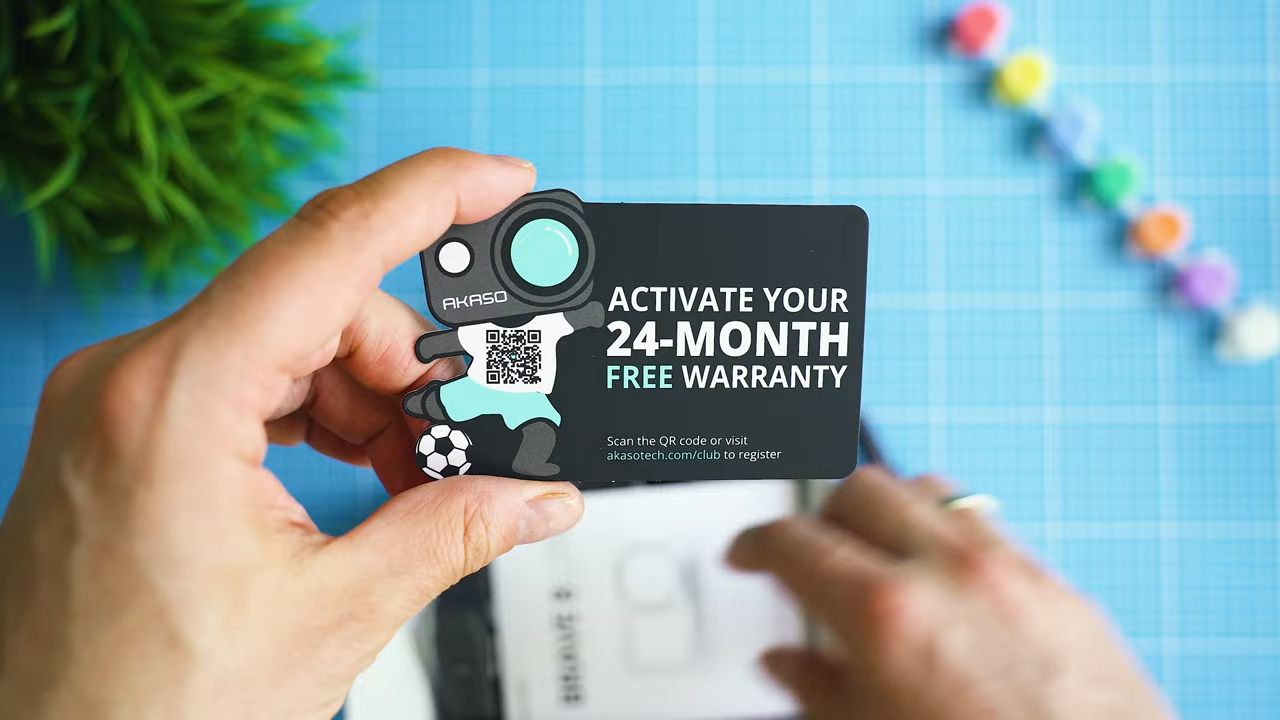 AKASO
ACTIVATE YOUR
24-MONTH
FREE WARRANTY
Scan the QR code or visit
akasotech.com/club to register